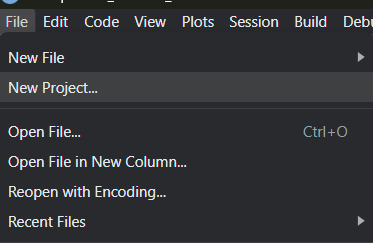 File Edit Code View Plots Session Build Debu
New File
New Project...
Open File... Ctrl+O
Open File in New Column...
Reopen with Encoding...
Recent Files